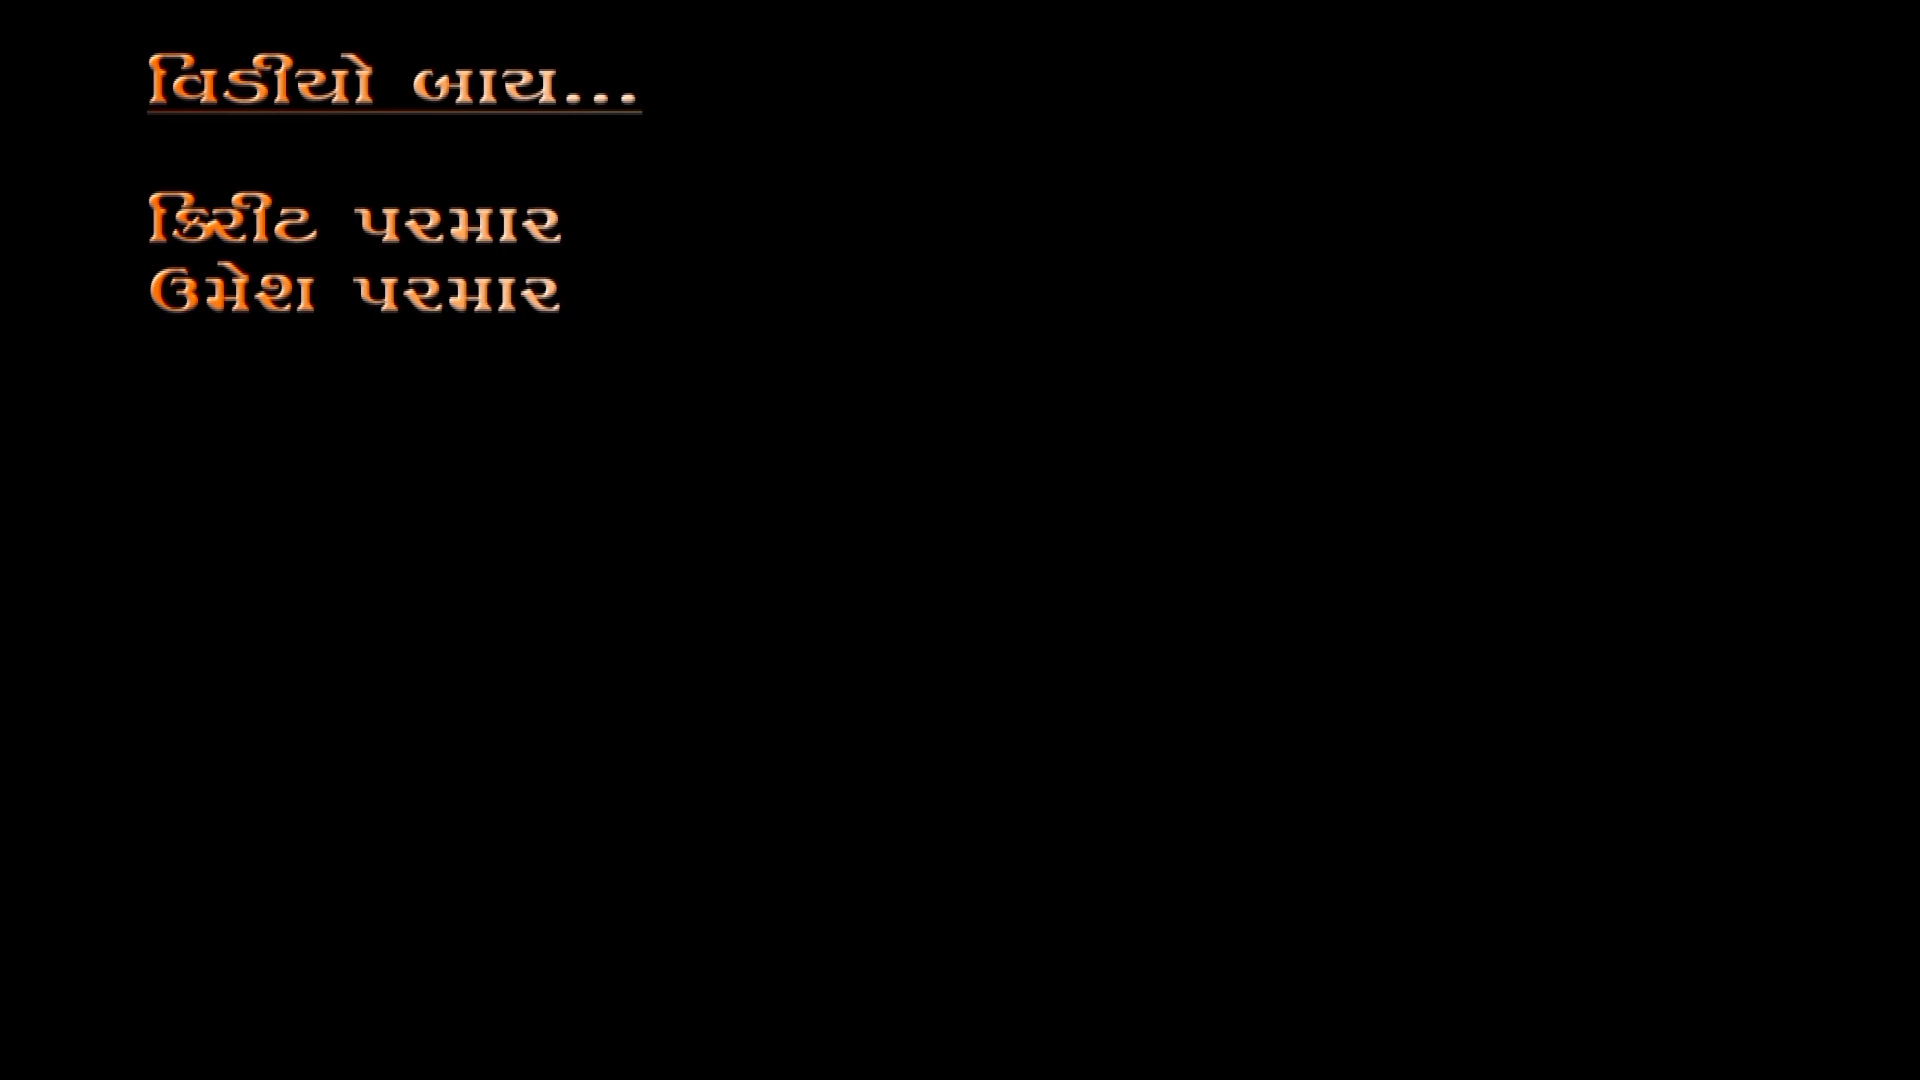 વિડીયો બાય...
કિરીટ પરમાર
ઉમેશ પરમાર